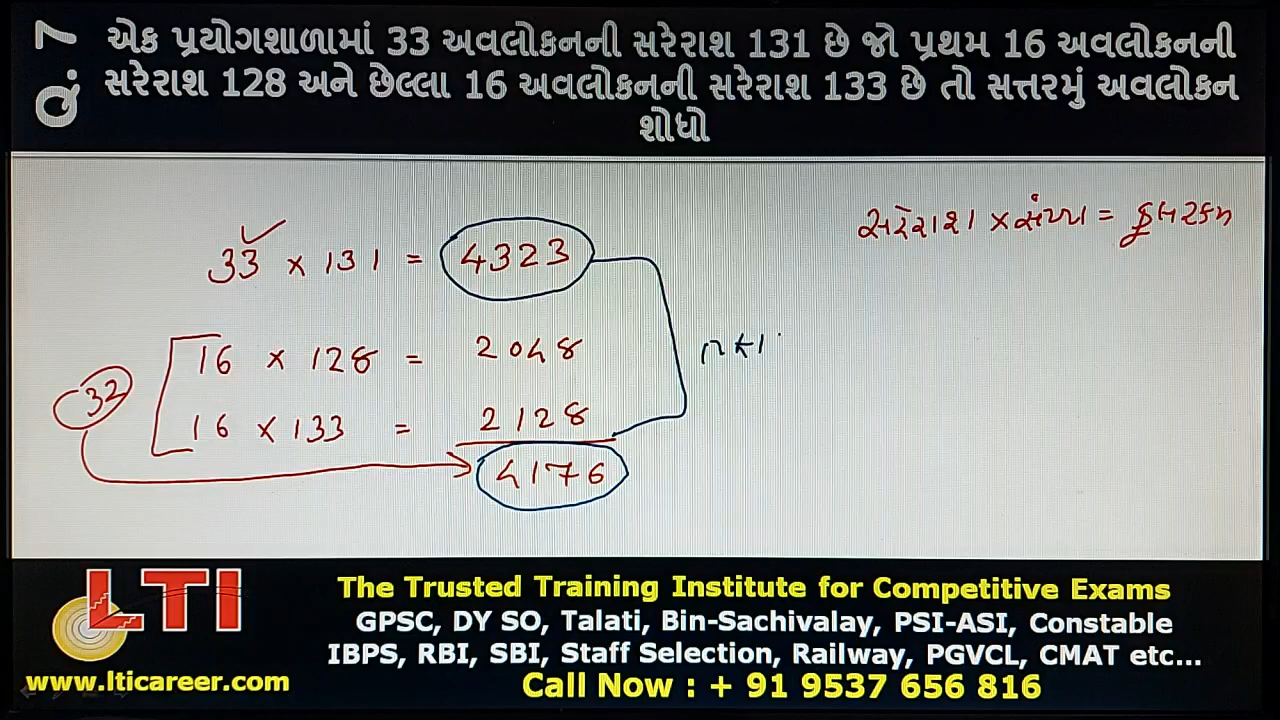 Q. 7
એક પ્રયોગશાળામાં 33 અવલોકનની સરેરાશ 131 છે જો પ્રથમ 16 અવલોકનની
સરેરાશ 128 અને છેલ્લા 16 અવલોકનની સરેરાશ 133 છે તો સત્તરમું અવલોકન
શોધો
સરેરાશ × સંખ્યા = કુલ રકમ
33 × 131 = 4323
16 × 128 = 2048
32
16 × 133 = 2128
4176
LTI
www.lticareer.com
The Trusted Training Institute for Competitive Exams
GPSC, DY SO, Talati, Bin-Sachivalay, PSI-ASI, Constable
IBPS, RBI, SBI, Staff Selection, Railway, PGVCL, CMAT etc...
Call Now : + 91 9537 656 816